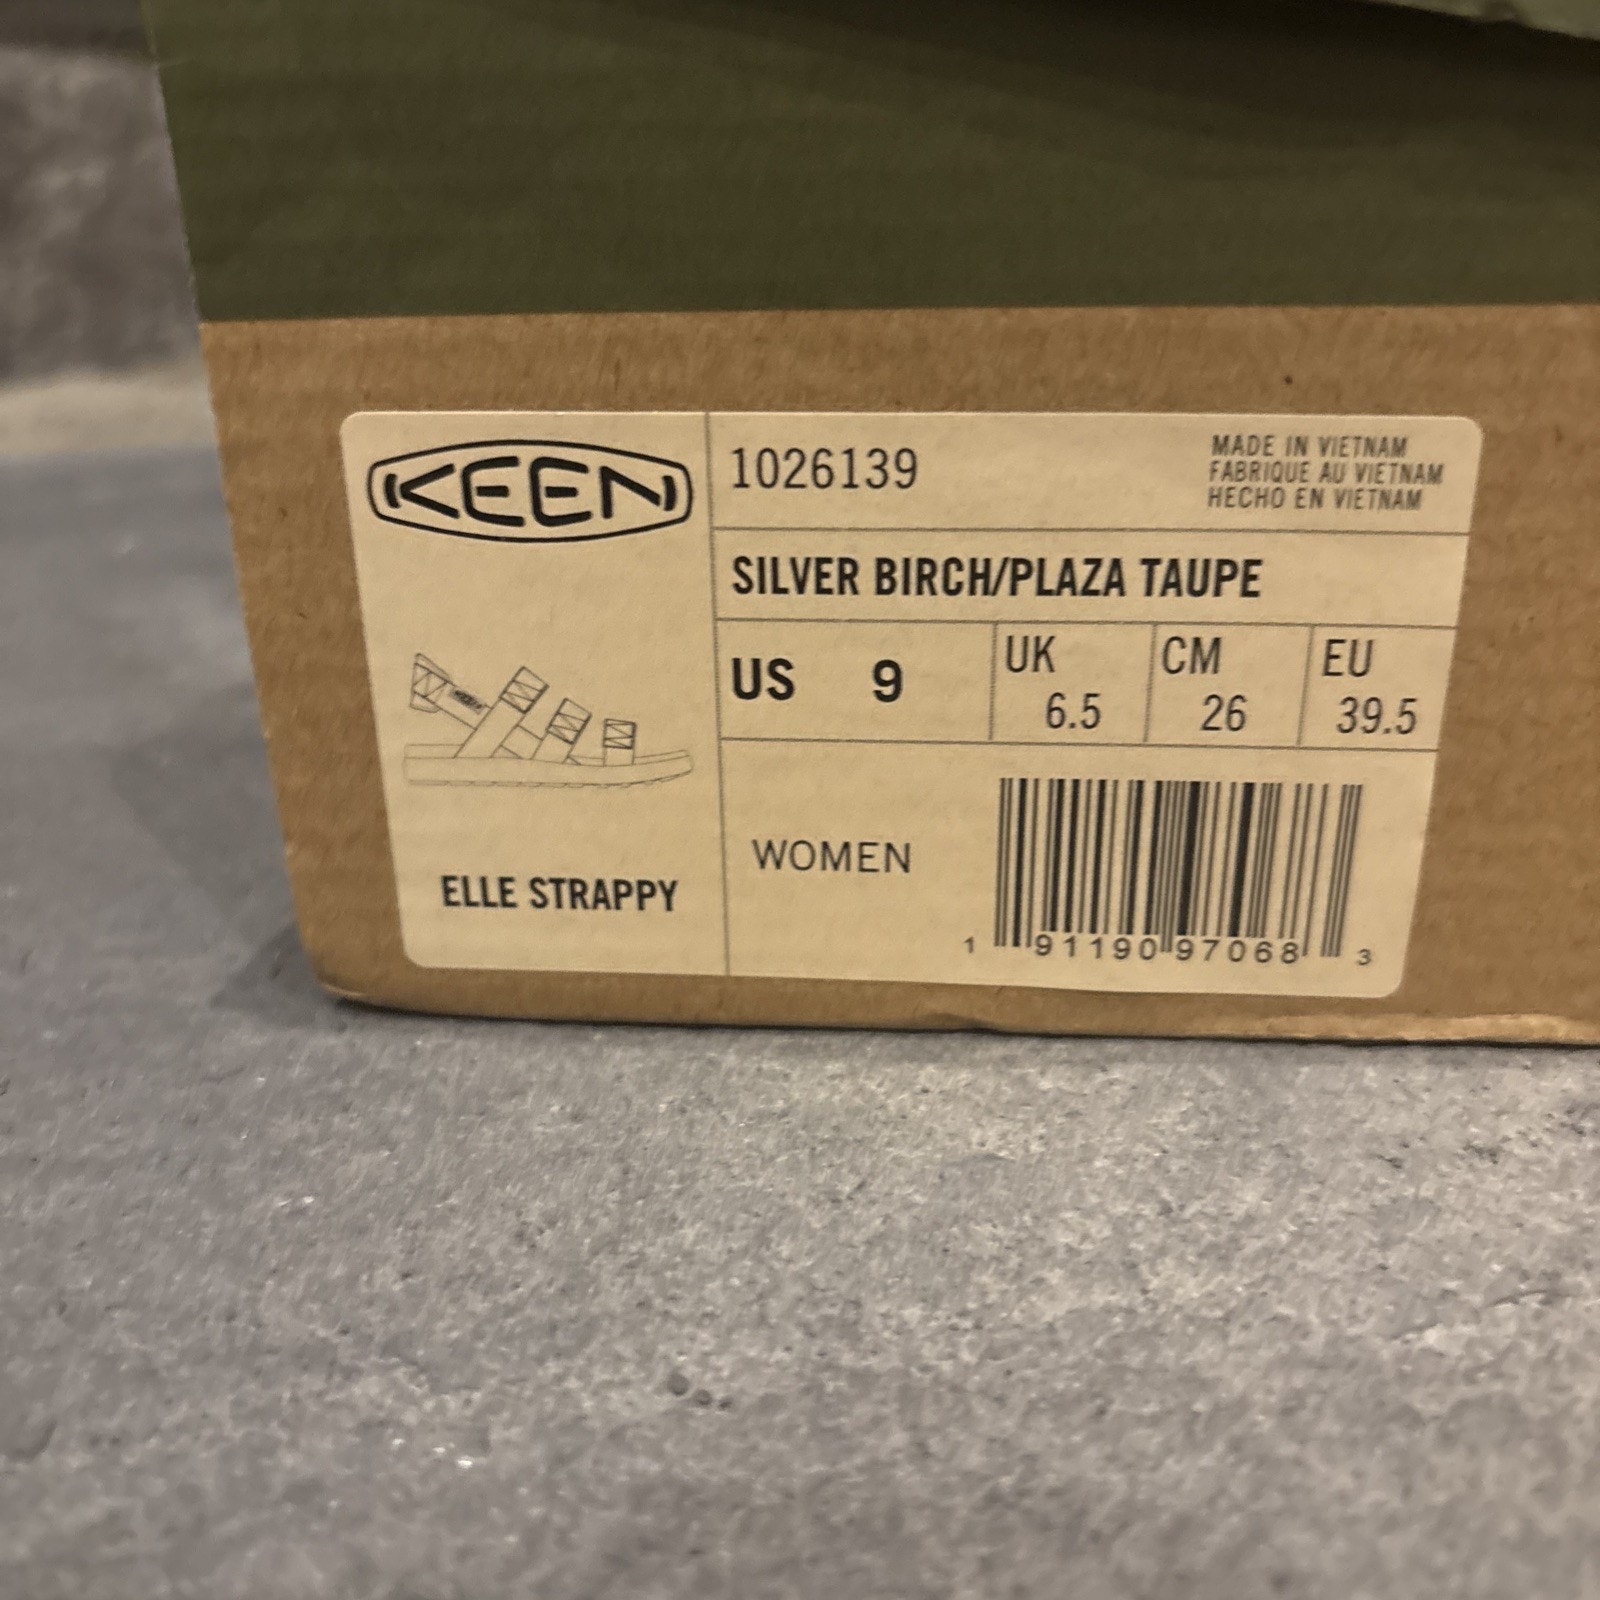 KEEN
1026139
MADE IN VIETNAM
FABRIQUE AU VIETNAM
HECHO EN VIETNAM
SILVER BIRCH/PLAZA TAUPE
US 9
UK 6.5
CM 26
EU 39.5
ELLE STRAPPY
WOMEN
1 91190 97068 3